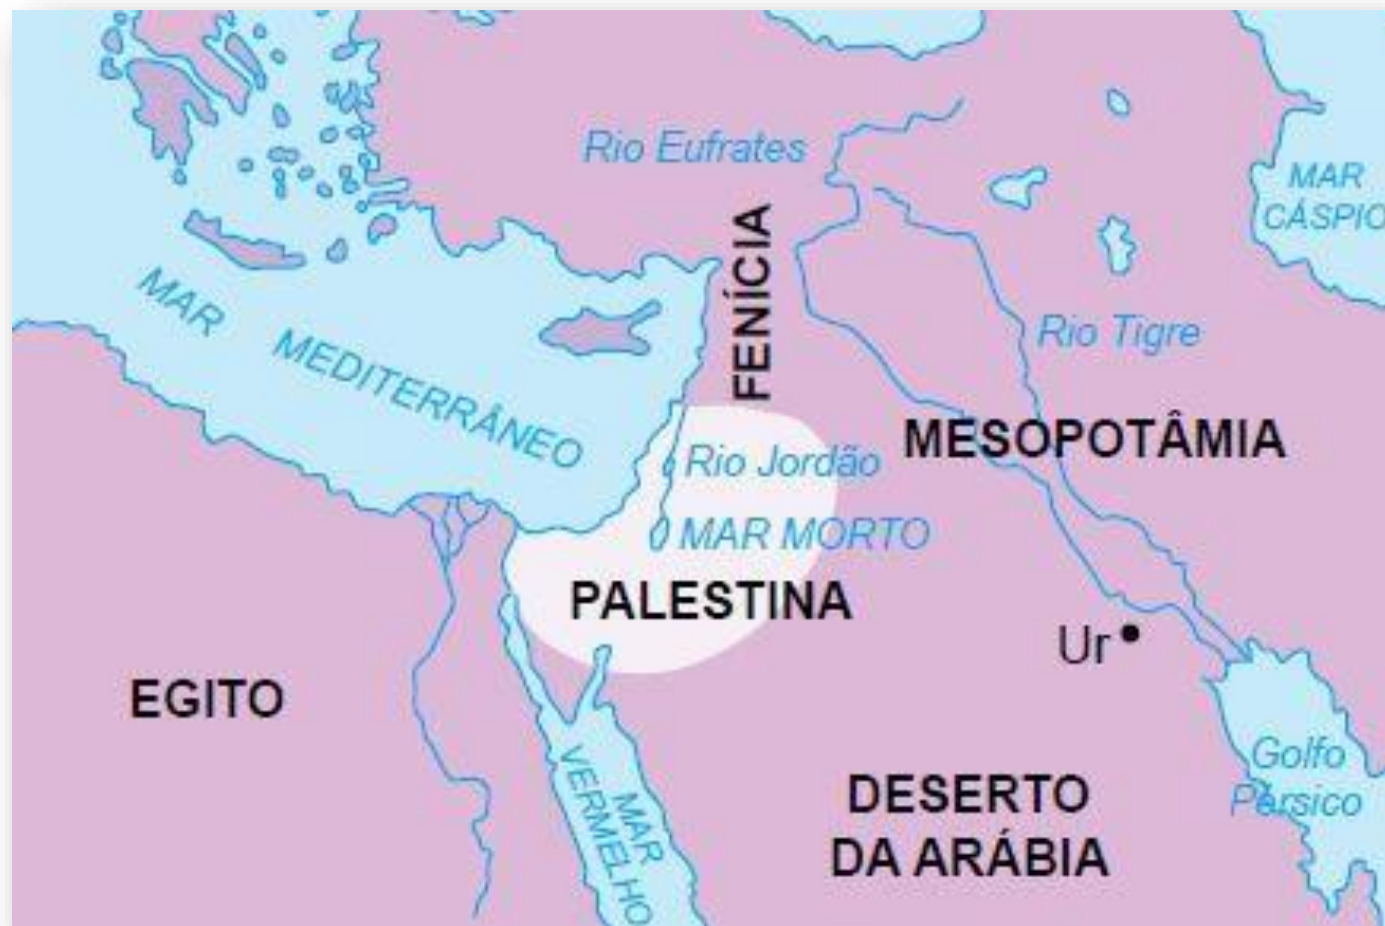 Rio Eufrates
MAR
CÁSPIO
FENÍCIA
MAR MEDITERRÂNEO
Rio Tigre
MESOPOTÂMIA
Rio Jordão
MAR MORTO
PALESTINA
Ur
EGITO
MAR
VERMELHO
Golfo
Pérsico
DESERTO
DA ARÁBIA